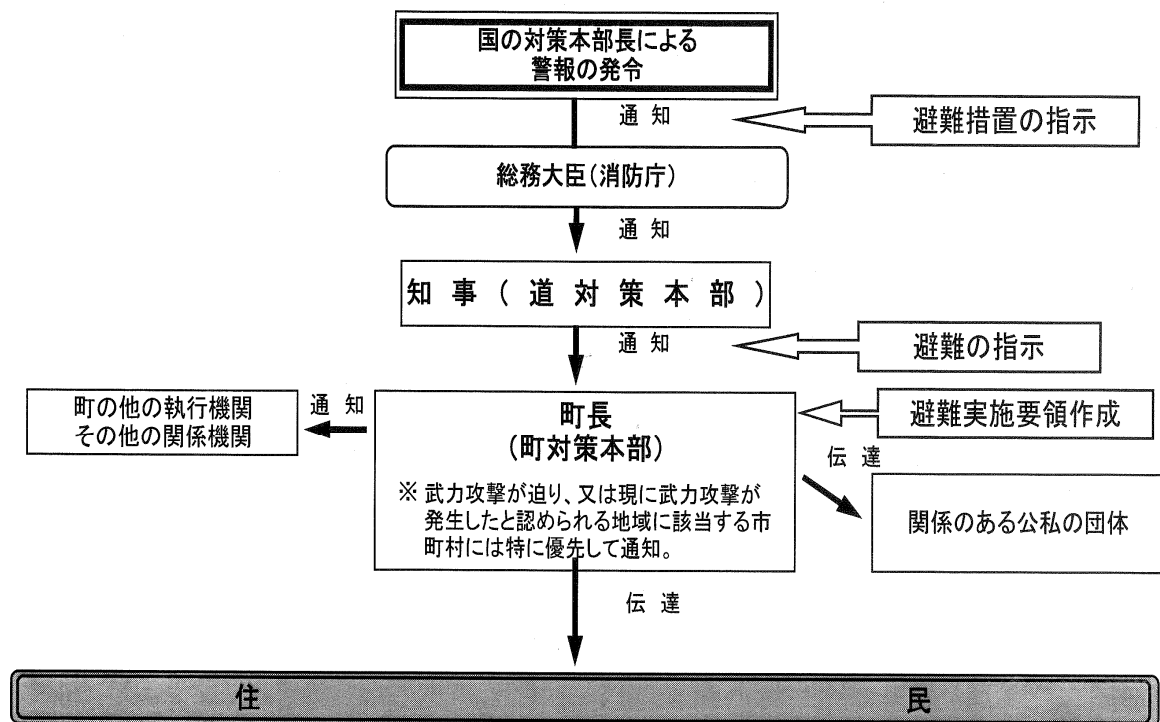 国の対策本部長による
警報の発令
通 知
避難措置の指示
総務大臣(消防庁)
通 知
知 事 ( 道 対 策 本 部 )
通 知
避難の指示
町の他の執行機関
その他の関係機関
通 知
町長
(町対策本部)
※ 武力攻撃が迫り、又は現に武力攻撃が
発生したと認められる地域に該当する市
町村には特に優先して通知。
避難実施要領作成
伝 達
関係のある公私の団体
伝 達
住 民